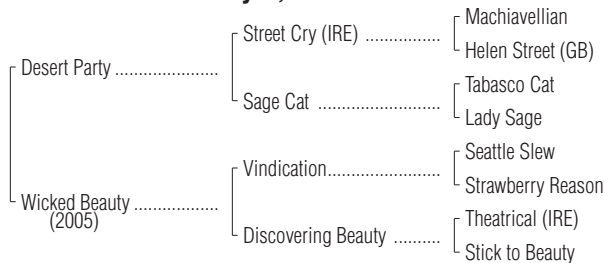 Machiavellian
Street Cry (IRE) ................
Helen Street (GB)
Desert Party ......................
Tabasco Cat
Sage Cat ..........................
Lady Sage
Seattle Slew
Vindication........................
Strawberry Reason
Wicked Beauty ..................
(2005)
Theatrical (IRE)
Discovering Beauty ..........
Stick to Beauty